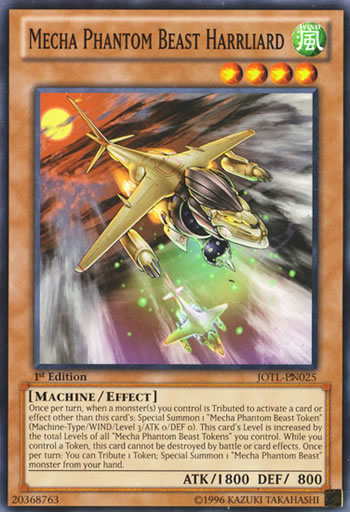 MECHA PHANTOM BEAST HARRLIARD
WIND
風
1st Edition
JOTL-EN025
[MACHINE/EFFECT]
Once per turn, when a monster(s) you control is Tributed to activate a card or
effect other than this card's: Special Summon 1 "Mecha Phantom Beast Token"
(Machine-Type/WIND/Level 3/ATK 0/DEF 0). This card's Level is increased by
the total Levels of all "Mecha Phantom Beast Tokens" you control. While you
control a Token, this card cannot be destroyed by battle or card effects. Once
per turn: You can Tribute 1 Token; Special Summon 1 "Mecha Phantom Beast"
monster from your hand.
ATK/1800 DEF/ 800
20368763
©1996 KAZUKI TAKAHASHI